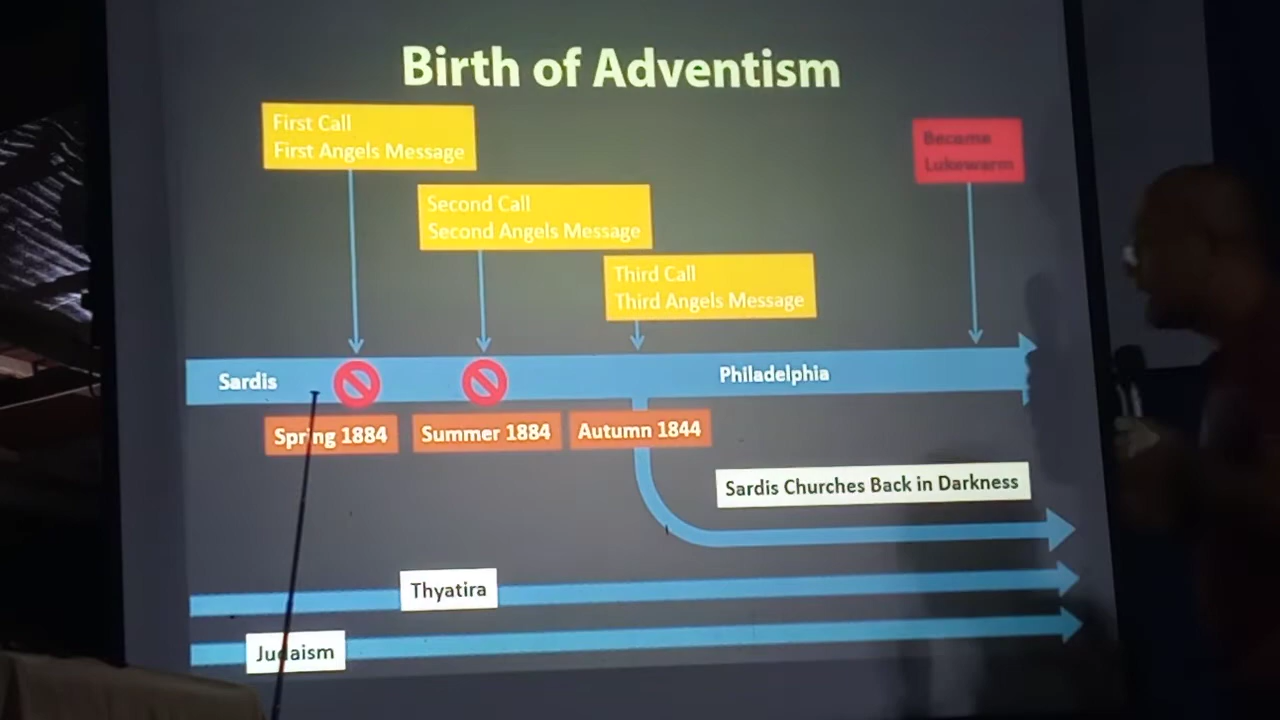 Birth of Adventism
First Call
First Angels Message
Became
Lukewarm
Second Call
Second Angels Message
Third Call
Third Angels Message
Sardis
Philadelphia
Spring 1884
Summer 1884
Autumn 1844
Sardis Churches Back in Darkness
Thyatira
Judaism